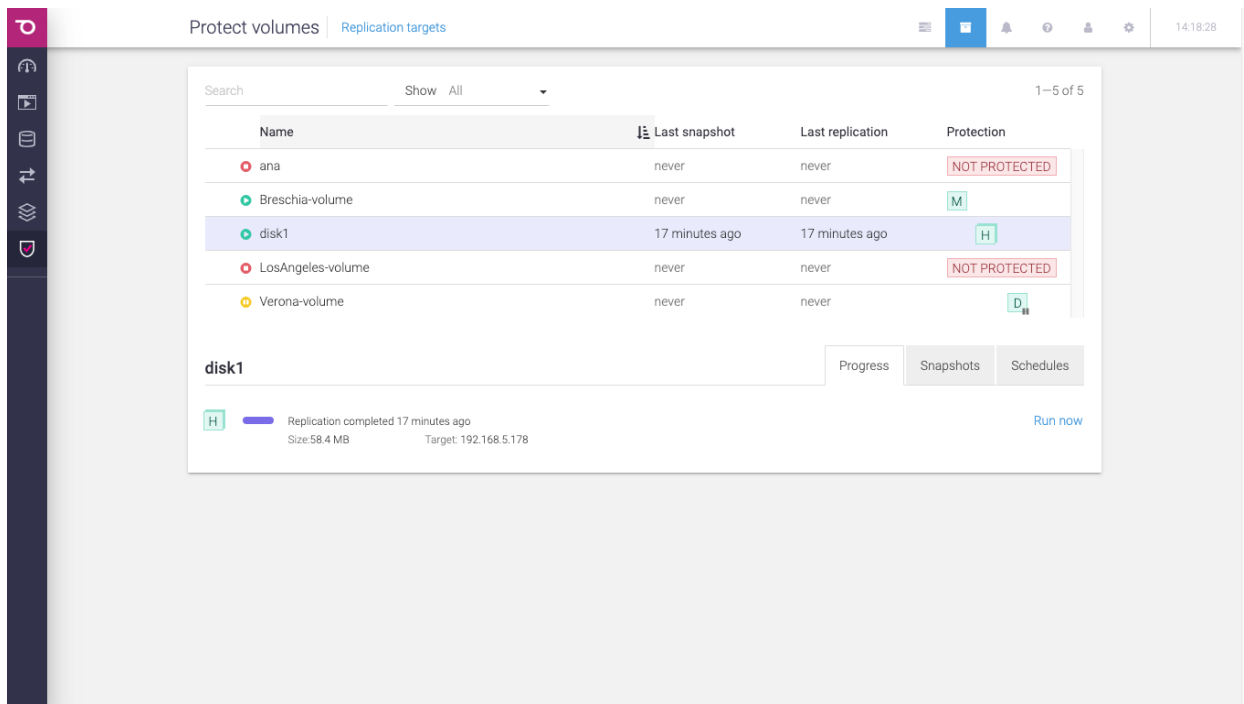 Protect volumes Replication targets 14:18:28
Search Show All 1—5 of 5
Name Last snapshot Last replication Protection
ana never never NOT PROTECTED
Breschia-volume never never M
disk1 17 minutes ago 17 minutes ago H
LosAngeles-volume never never NOT PROTECTED
Verona-volume never never D
disk1 Progress Snapshots Schedules
H Replication completed 17 minutes ago Run now
Size:58.4 MB Target: 192.168.5.178